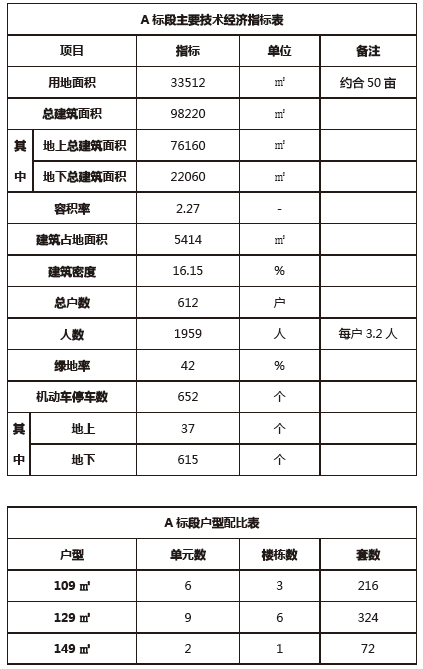 A 标段主要技术经济指标表
项目 指标 单位 备注
用地面积 33512 ㎡ 约合 50 亩
总建筑面积 98220 ㎡
其中 地上总建筑面积 76160 ㎡
地下总建筑面积 22060 ㎡
容积率 2.27 -
建筑占地面积 5414 ㎡
建筑密度 16.15 %
总户数 612 户
人数 1959 人 每户 3.2 人
绿地率 42 %
机动车停车数 652 个
其中 地上 37 个
地下 615 个
A 标段户型配比表
户型 单元数 楼栋数 套数
109 ㎡ 6 3 216
129 ㎡ 9 6 324
149 ㎡ 2 1 72